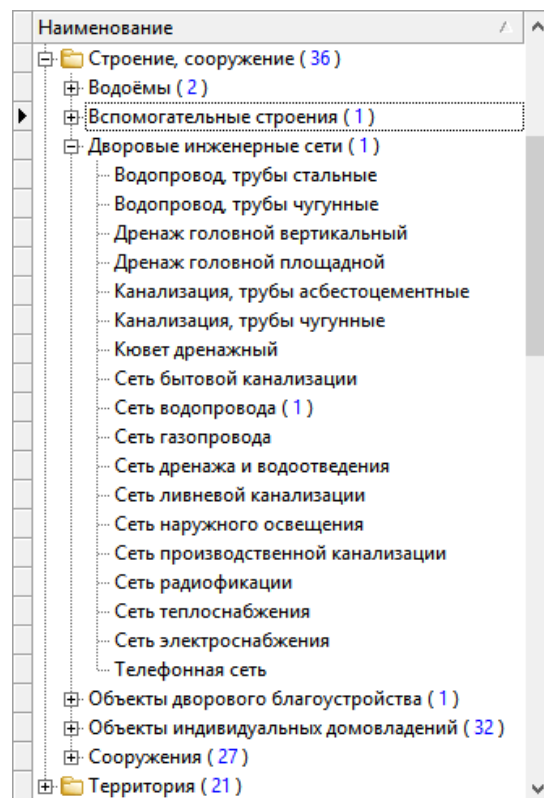 Наименование
Строение, сооружение ( 36 )
Водоёмы ( 2 )
Вспомогательные строения ( 1 )
Дворовые инженерные сети ( 1 )
Водопровод, трубы стальные
Водопровод, трубы чугунные
Дренаж головной вертикальный
Дренаж головной площадной
Канализация, трубы асбестоцементные
Канализация, трубы чугунные
Кювет дренажный
Сеть бытовой канализации
Сеть водопровода ( 1 )
Сеть газопровода
Сеть дренажа и водоотведения
Сеть ливневой канализации
Сеть наружного освещения
Сеть производственной канализации
Сеть радиофикации
Сеть теплоснабжения
Сеть электроснабжения
Телефонная сеть
Объекты дворового благоустройства ( 1 )
Объекты индивидуальных домовладений ( 32 )
Сооружения ( 27 )
Территория ( 21 )